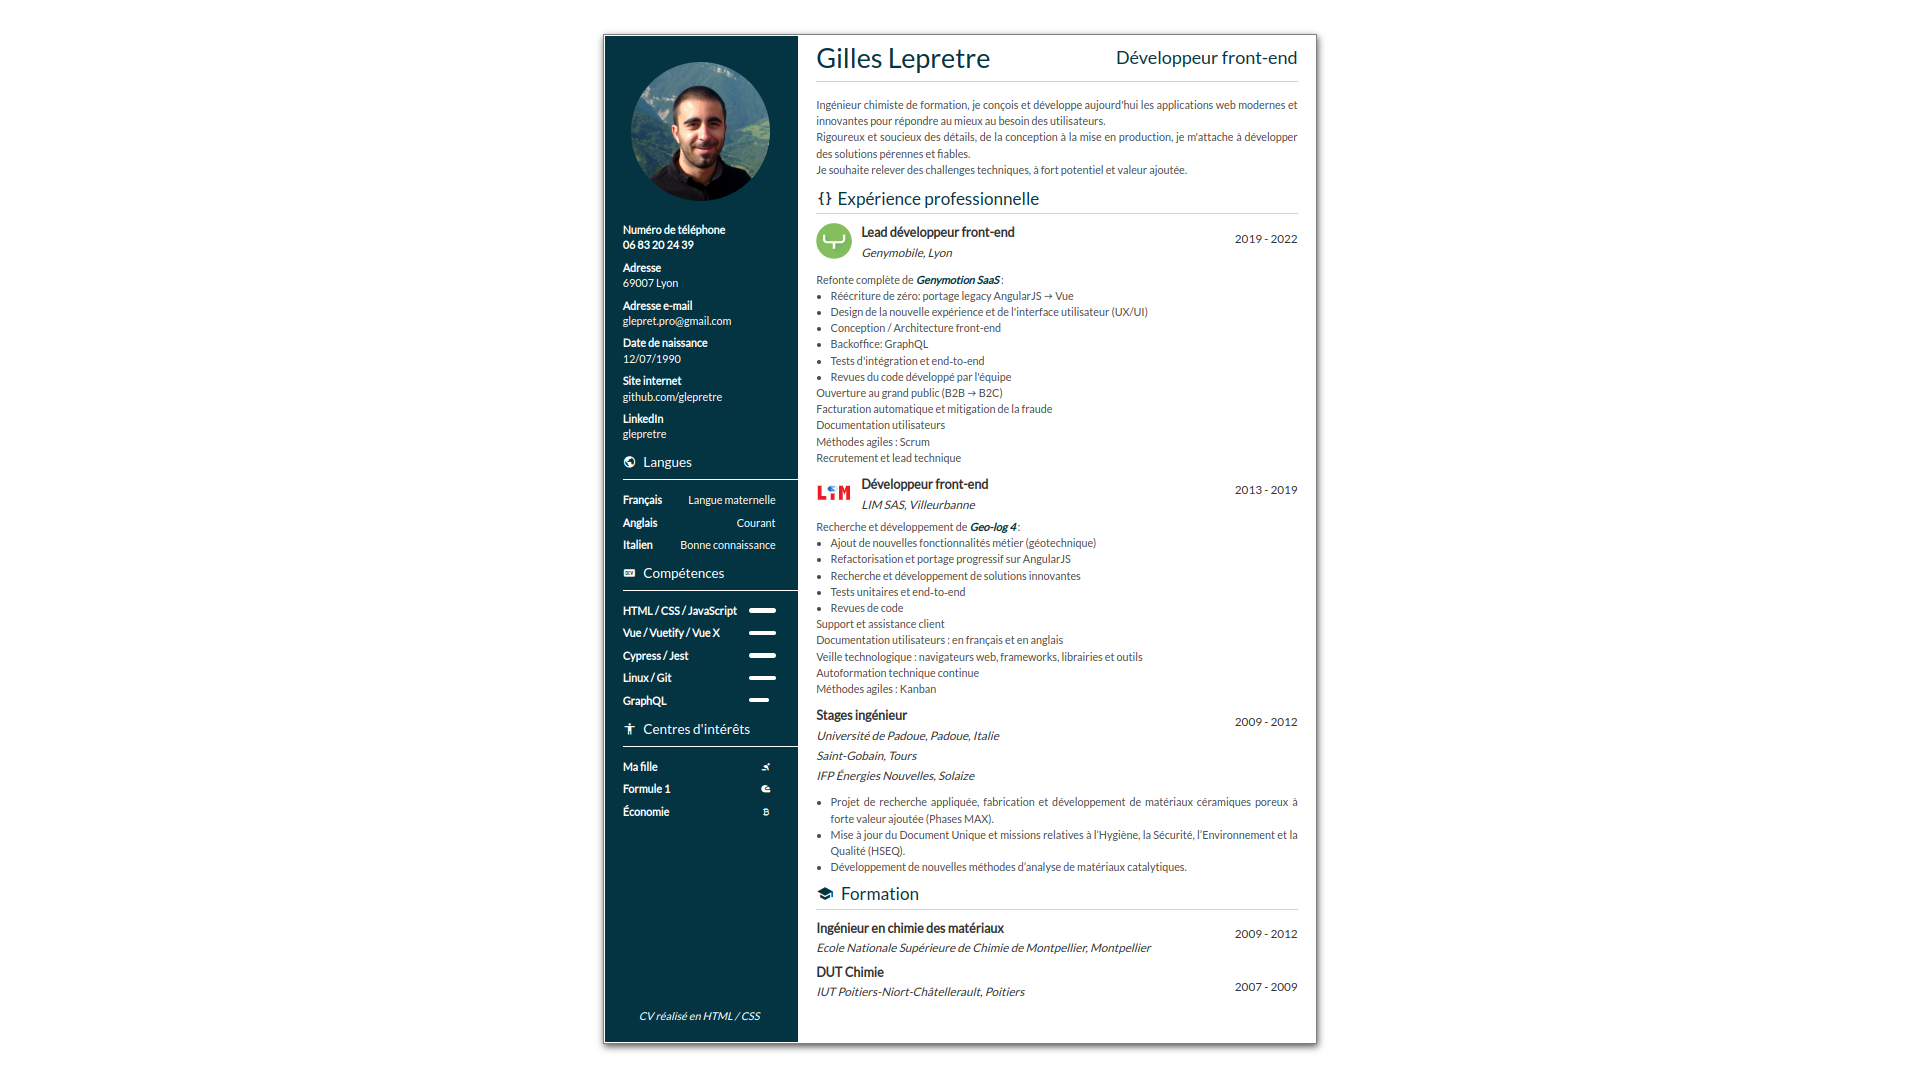 Gilles Lepretre
Développeur front-end
Numéro de téléphone
06 83 20 24 39
Adresse
69007 Lyon
Adresse e-mail
glepret.pro@gmail.com
Date de naissance
12/07/1990
Site internet
github.com/glepretre
LinkedIn
glepretre
Langues
Français Langue maternelle
Anglais Courant
Italien Bonne connaissance
Compétences
HTML / CSS / JavaScript
Vue / Vuetify / Vue X
Cypress / Jest
Linux / Git
GraphQL
Centres d'intérêts
Ma fille
Formule 1
Économie
CV réalisé en HTML / CSS
Ingénieur chimiste de formation, je conçois et développe aujourd'hui les applications web modernes et
innovantes pour répondre au mieux au besoin des utilisateurs.
Rigoureux et soucieux des détails, de la conception à la mise en production, je m'attache à développer
des solutions pérennes et fiables.
Je souhaite relever des challenges techniques, à fort potentiel et valeur ajoutée.
{} Expérience professionnelle
Lead développeur front-end
2019 - 2022
Genymobile, Lyon
Refonte complète de Genymotion SaaS :
• Réécriture de zéro: portage legacy AngularJS → Vue
• Design de la nouvelle expérience et de l'interface utilisateur (UX/UI)
• Conception / Architecture front-end
• Backoffice: GraphQL
• Tests d'intégration et end-to-end
• Revues du code développé par l'équipe
Ouverture au grand public (B2B → B2C)
Facturation automatique et mitigation de la fraude
Documentation utilisateurs
Méthodes agiles : Scrum
Recrutement et lead technique
LIM
Développeur front-end
2013 - 2019
LIM SAS, Villeurbanne
Recherche et développement de Geo-log 4 :
• Ajout de nouvelles fonctionnalités métier (géotechnique)
• Refactorisation et portage progressif sur AngularJS
• Recherche et développement de solutions innovantes
• Tests unitaires et end-to-end
• Revues de code
Support et assistance client
Documentation utilisateurs : en français et en anglais
Veille technologique : navigateurs web, frameworks, librairies et outils
Autoformation technique continue
Méthodes agiles : Kanban
Stages ingénieur
2009 - 2012
Université de Padoue, Padoue, Italie
Saint-Gobain, Tours
IFP Énergies Nouvelles, Solaize
• Projet de recherche appliquée, fabrication et développement de matériaux céramiques poreux à
forte valeur ajoutée (Phases MAX).
• Mise à jour du Document Unique et missions relatives à l'Hygiène, la Sécurité, l'Environnement et la
Qualité (HSEQ).
• Développement de nouvelles méthodes d'analyse de matériaux catalytiques.
Formation
Ingénieur en chimie des matériaux
2009 - 2012
Ecole Nationale Supérieure de Chimie de Montpellier, Montpellier
DUT Chimie
2007 - 2009
IUT Poitiers-Niort-Châtellerault, Poitiers